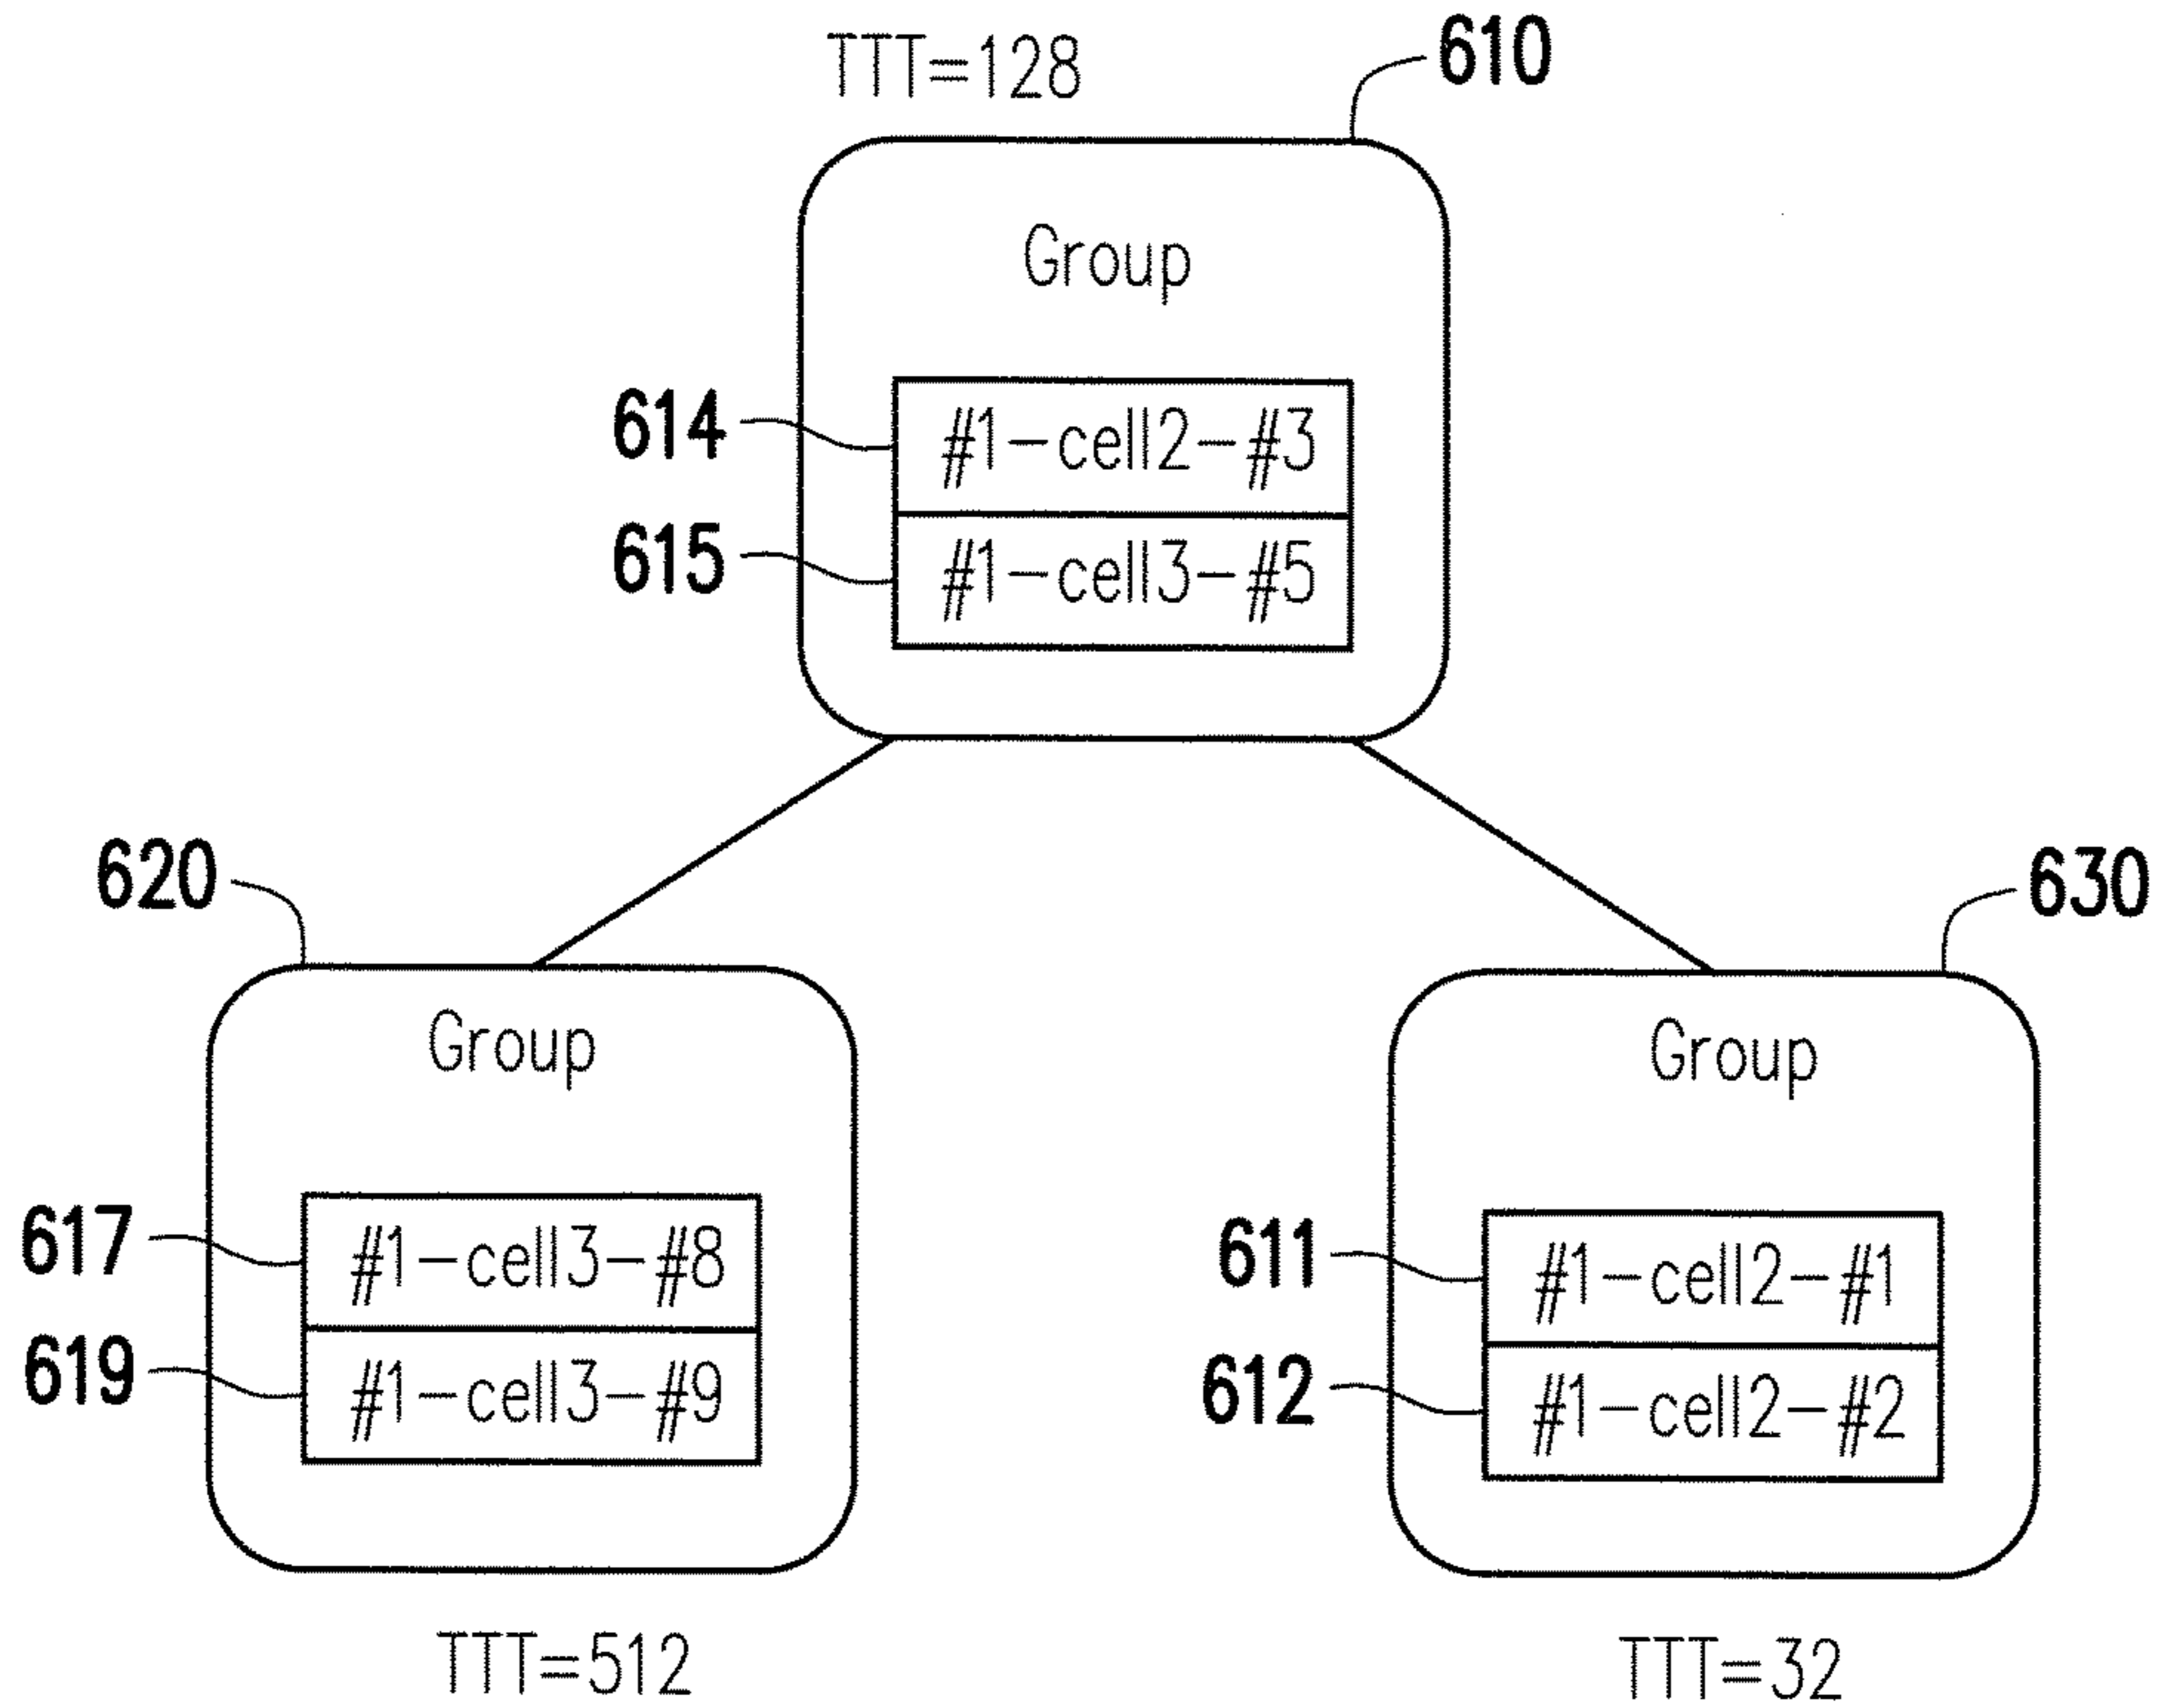 TTT=128
610
Group
614
#1-cell2-#3
615
#1-cell3-#5
620
630
Group
Group
617
#1-cell3-#8
611
#1-cell2-#1
619
#1-cell3-#9
612
#1-cell2-#2
TTT=512
TTT=32